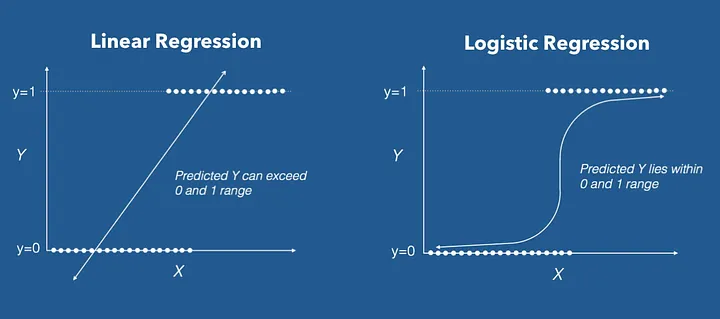 Linear Regression
y=1
Y
Predicted Y can exceed
0 and 1 range
y=0
X
Logistic Regression
y=1
Y
Predicted Y lies within
0 and 1 range
y=0
X